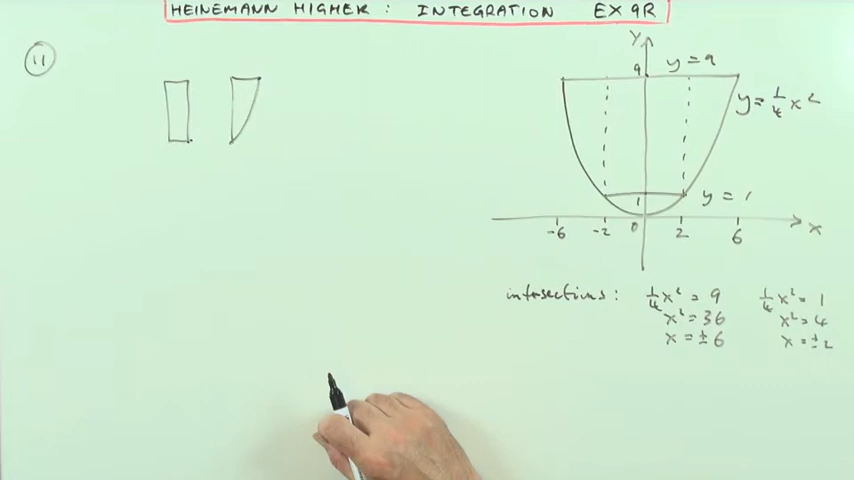 HEINEMANN HIGHER : INTEGRATION EX 9R
11
y
9
y = 9
y = 1/4 x²
1
y = 1
-6 -2 0 2 6 x
intersections : 1/4 x² = 9
x² = 36
x = ± 6
1/4 x² = 1
x² = 4
x = ± 2